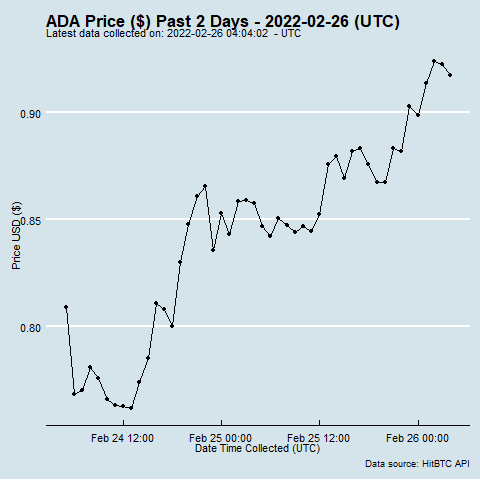 ADA Price ($) Past 2 Days - 2022-02-26 (UTC)
Latest data collected on: 2022-02-26 04:04:02 - UTC
Price USD ($)
0.90
0.85
0.80
Feb 24 12:00
Feb 25 00:00
Feb 25 12:00
Feb 26 00:00
Date Time Collected (UTC)
Data source: HitBTC API